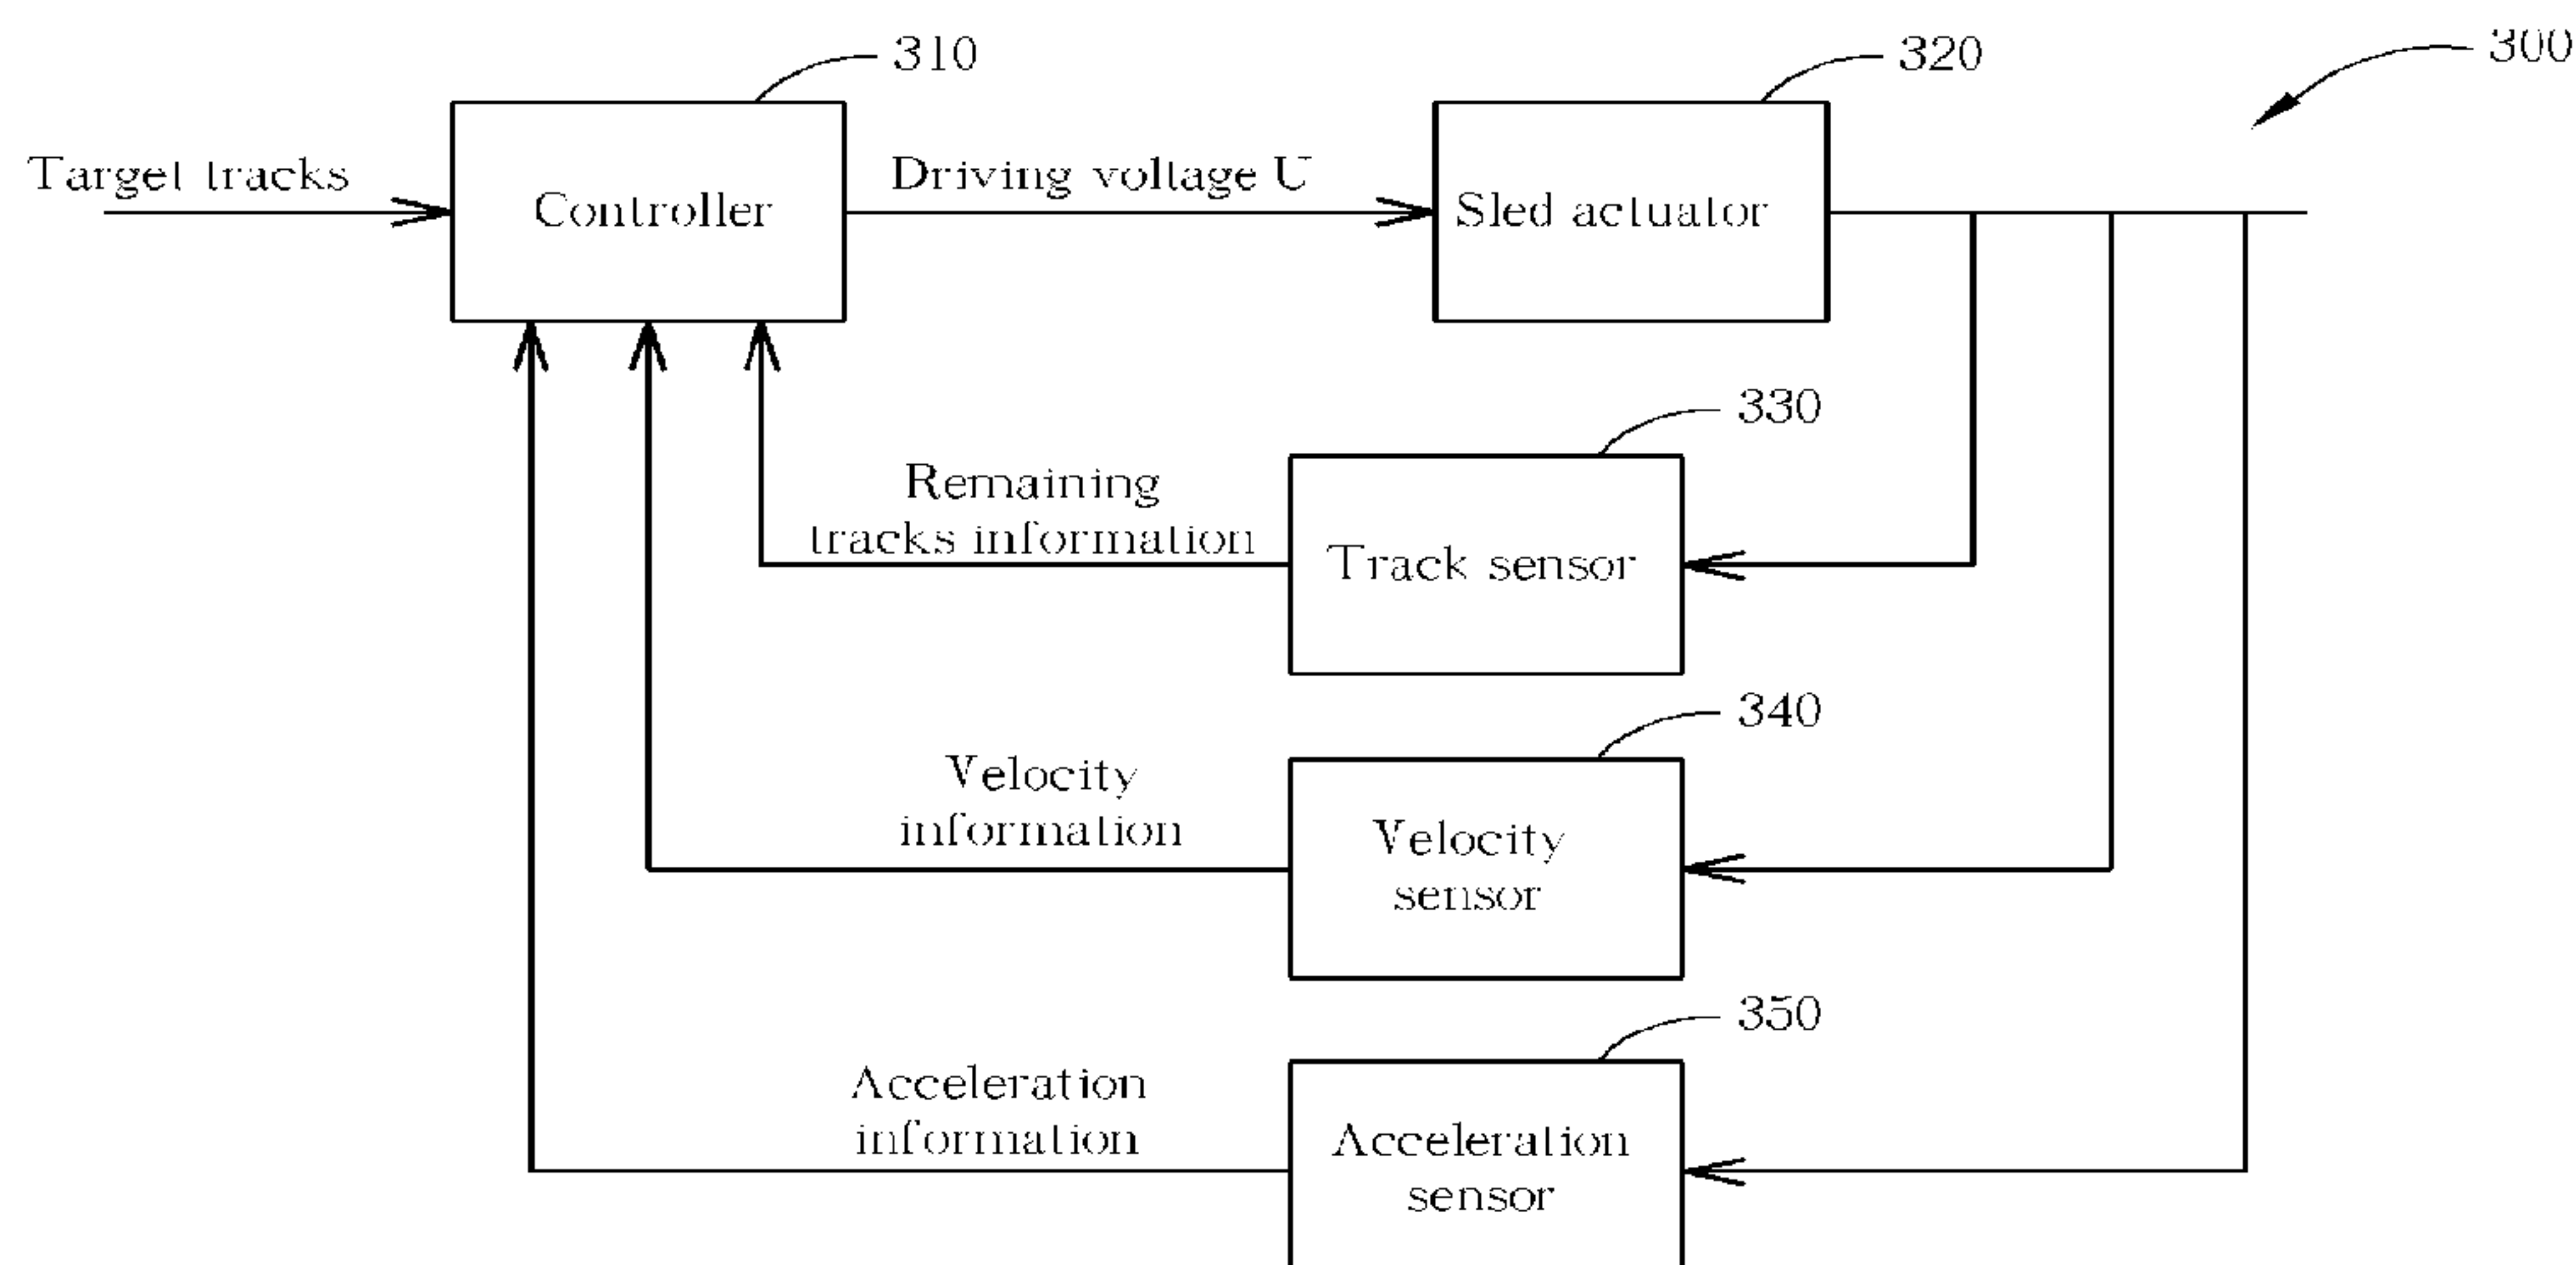 310
320
300
Target tracks
Controller
Driving voltage U
Sled actuator
330
Remaining
tracks information
Track sensor
340
Velocity
information
Velocity
sensor
350
Acceleration
information
Acceleration
sensor